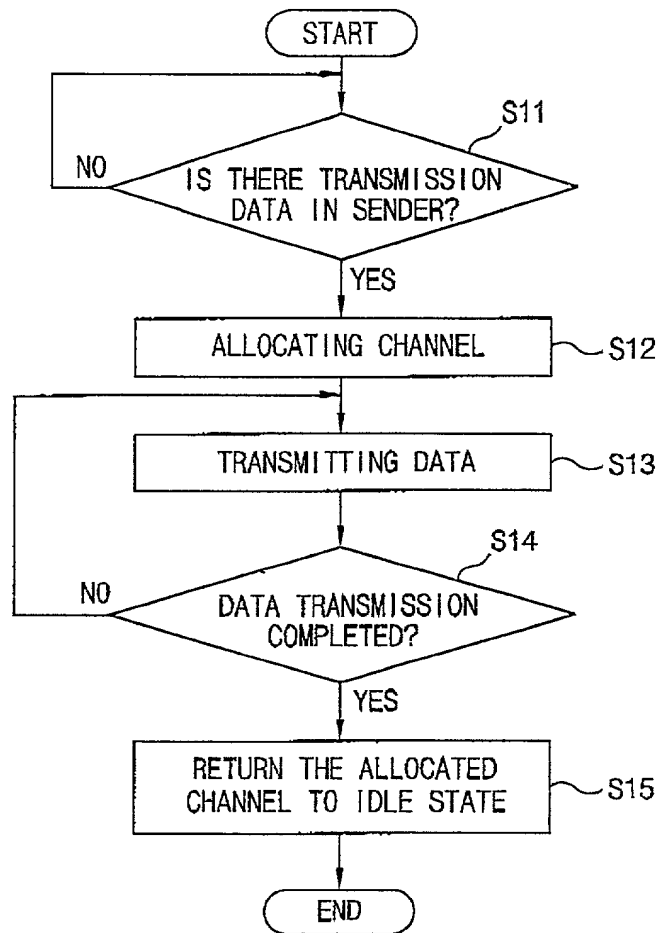 START
S11
NO
IS THERE TRANSMISSION
DATA IN SENDER?
YES
ALLOCATING CHANNEL
S12
TRANSMITTING DATA
S13
S14
NO
DATA TRANSMISSION
COMPLETED?
YES
RETURN THE ALLOCATED
CHANNEL TO IDLE STATE
S15
END